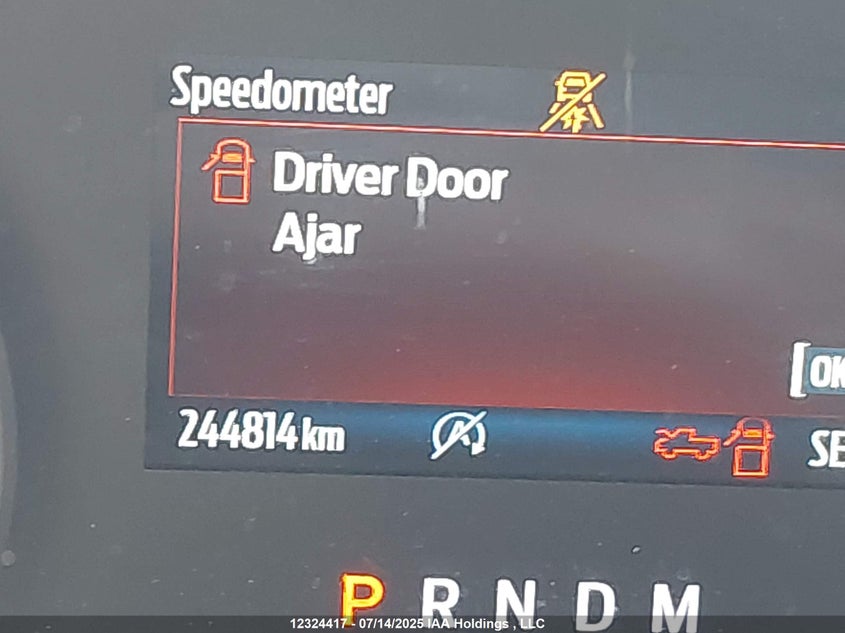 Speedometer
Driver Door
Ajar
[OK
244814 km
SE
P R N D M
12324417 - 07/14/2025 IAA Holdings , LLC